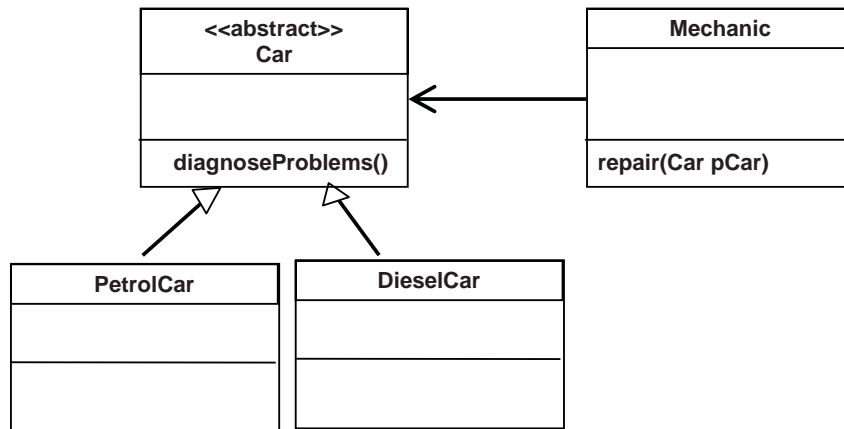 <<abstract>>
Car
diagnoseProblems()
Mechanic
repair(Car pCar)
PetrolCar
DieselCar